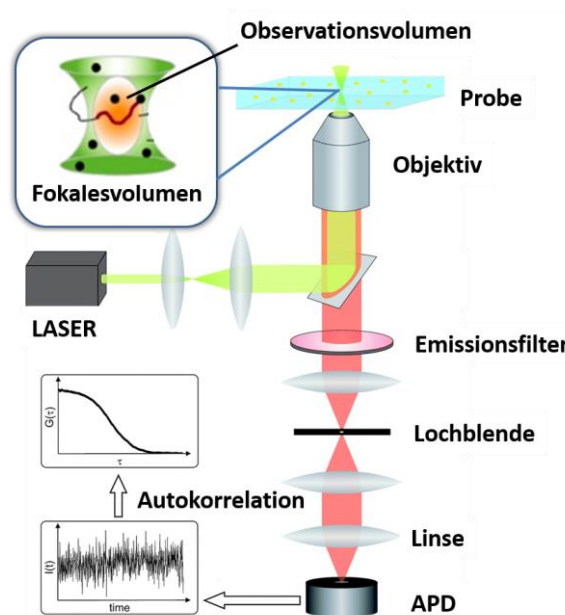 Observationsvolumen
Probe
Fokalesvolumen
Objektiv
LASER
Emissionsfilter
G(τ)
τ
Lochblende
Autokorrelation
I(t)
time
Linse
APD